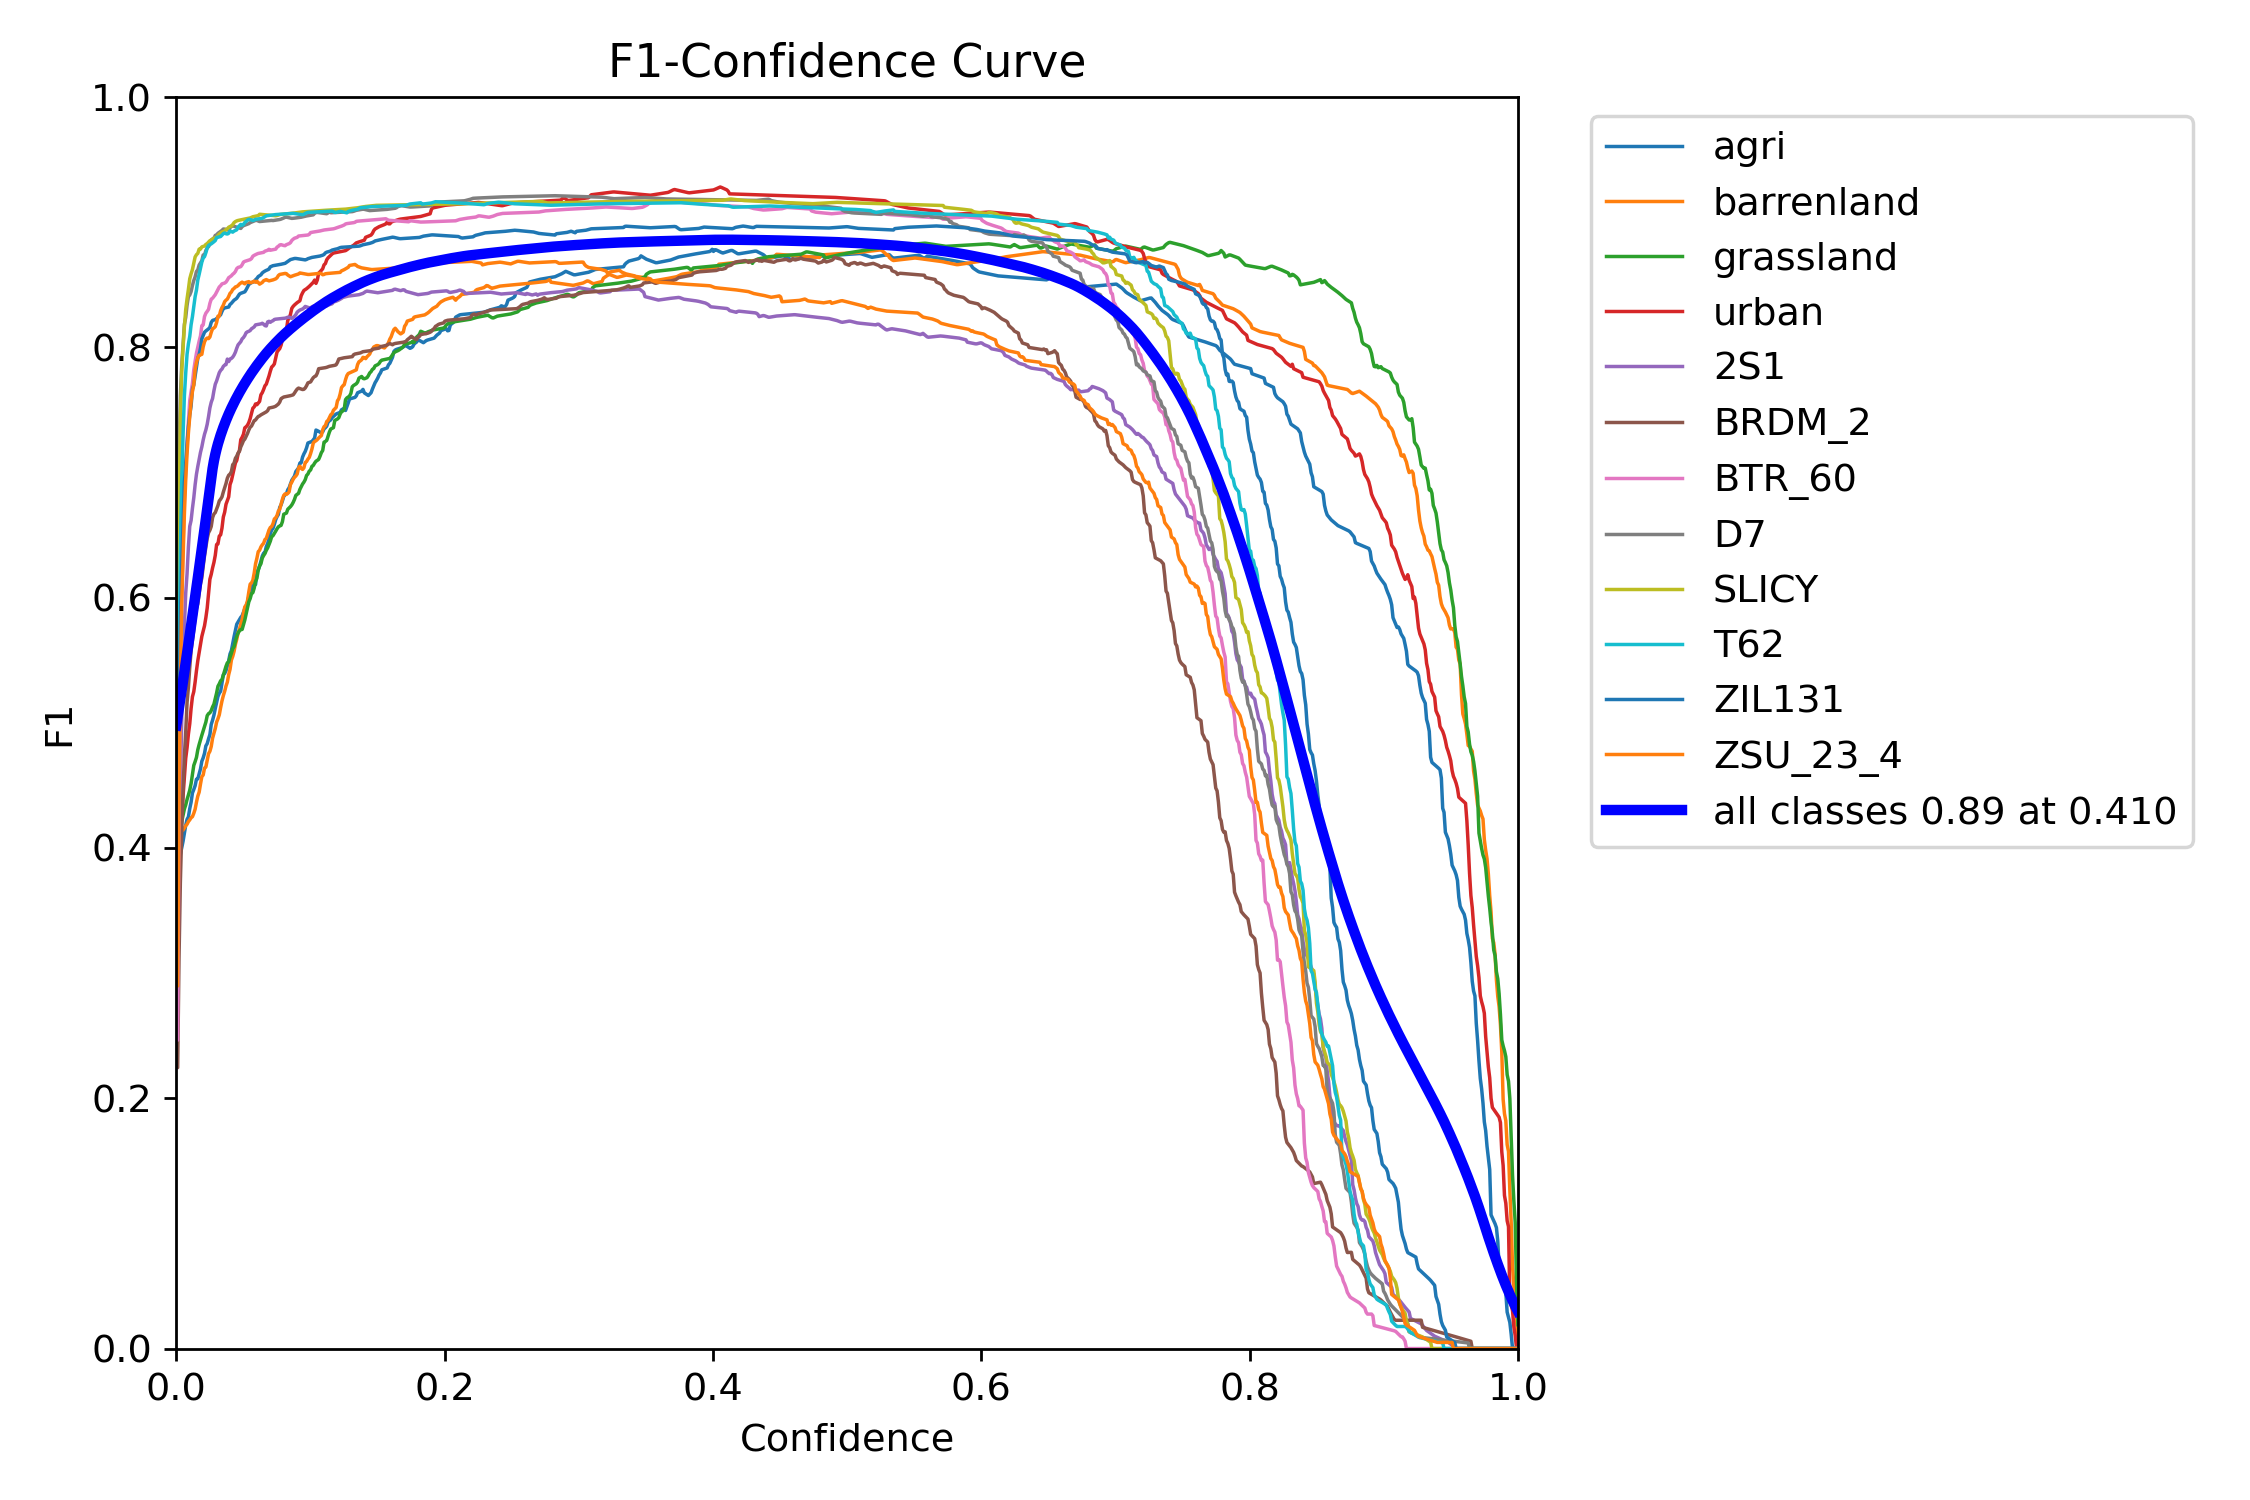 F1-Confidence Curve
1.0
0.8
0.6
0.4
0.2
0.0
F1
0.0 0.2 0.4 0.6 0.8 1.0
Confidence
agri
barrenland
grassland
urban
2S1
BRDM_2
BTR_60
D7
SLICY
T62
ZIL131
ZSU_23_4
all classes 0.89 at 0.410